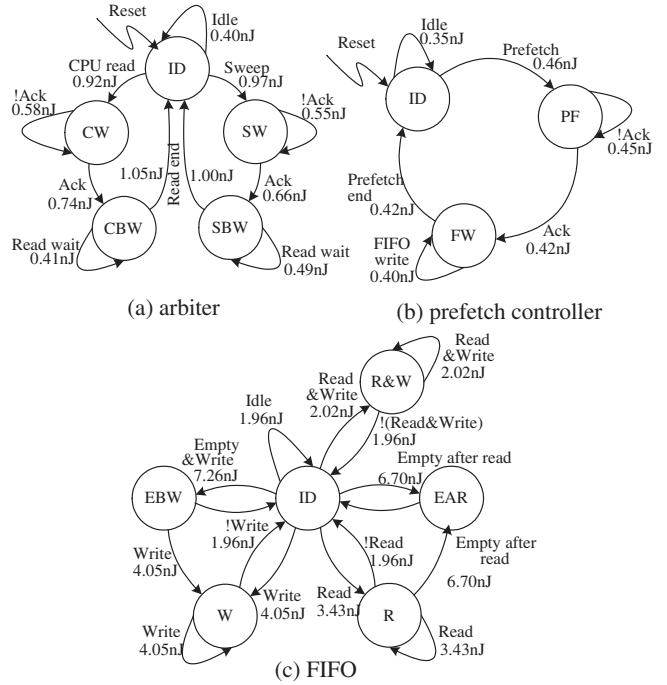 Reset
Idle
0.40nJ
ID
CPU read
0.92nJ
Sweep
0.97nJ
!Ack
0.58nJ
CW
!Ack
0.55nJ
SW
Ack
0.74nJ
1.05nJ
Read end
1.00nJ
Ack
0.66nJ
CBW
SBW
Read wait
0.41nJ
Read wait
0.49nJ
(a) arbiter
Reset
Idle
0.35nJ
ID
Prefetch
0.46nJ
PF
!Ack
0.45nJ
Prefetch
end
0.42nJ
FW
Ack
0.42nJ
FIFO
write
0.40nJ
(b) prefetch controller
Read
&Write
2.02nJ
R&W
Read
&Write
2.02nJ
!(Read&Write)
1.96nJ
Idle
1.96nJ
Empty
&Write
7.26nJ
Empty after read
6.70nJ
EBW
ID
EAR
!Write
1.96nJ
!Read
1.96nJ
Empty after
read
6.70nJ
Write
4.05nJ
Write
4.05nJ
Read
3.43nJ
W
R
Write
4.05nJ
Read
3.43nJ
(c) FIFO